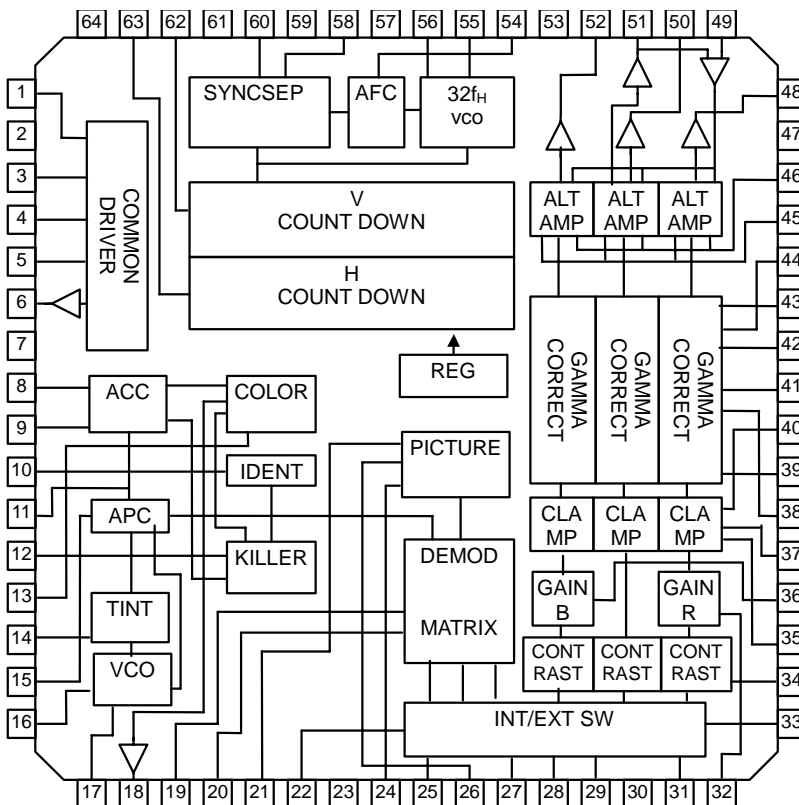 64 63 62 61 60 59 58 57 56 55 54 53 52 51 50 49
1
2
3
4
5
6
7
8
9
10
11
12
13
14
15
16
SYNCSEP
AFC
32fH
vco
COMMON
DRIVER
V
COUNT DOWN
H
COUNT DOWN
REG
ALT
AMP
ALT
AMP
ALT
AMP
GAMMA
CORRECT
GAMMA
CORRECT
GAMMA
CORRECT
ACC
COLOR
IDENT
APC
KILLER
TINT
VCO
PICTURE
DEMOD
MATRIX
CLA
MP
CLA
MP
CLA
MP
GAIN
B
GAIN
R
CONT
RAST
CONT
RAST
CONT
RAST
INT/EXT SW
48
47
46
45
44
43
42
41
40
39
38
37
36
35
34
33
17 18 19 20 21 22 23 24 25 26 27 28 29 30 31 32